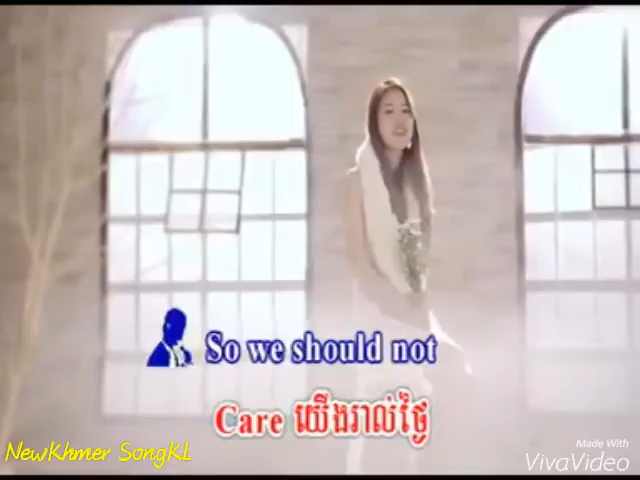 So we should not
Care យើងរាល់ថ្ងៃ
NewKhmer SongKL
Made With
VivaVideo